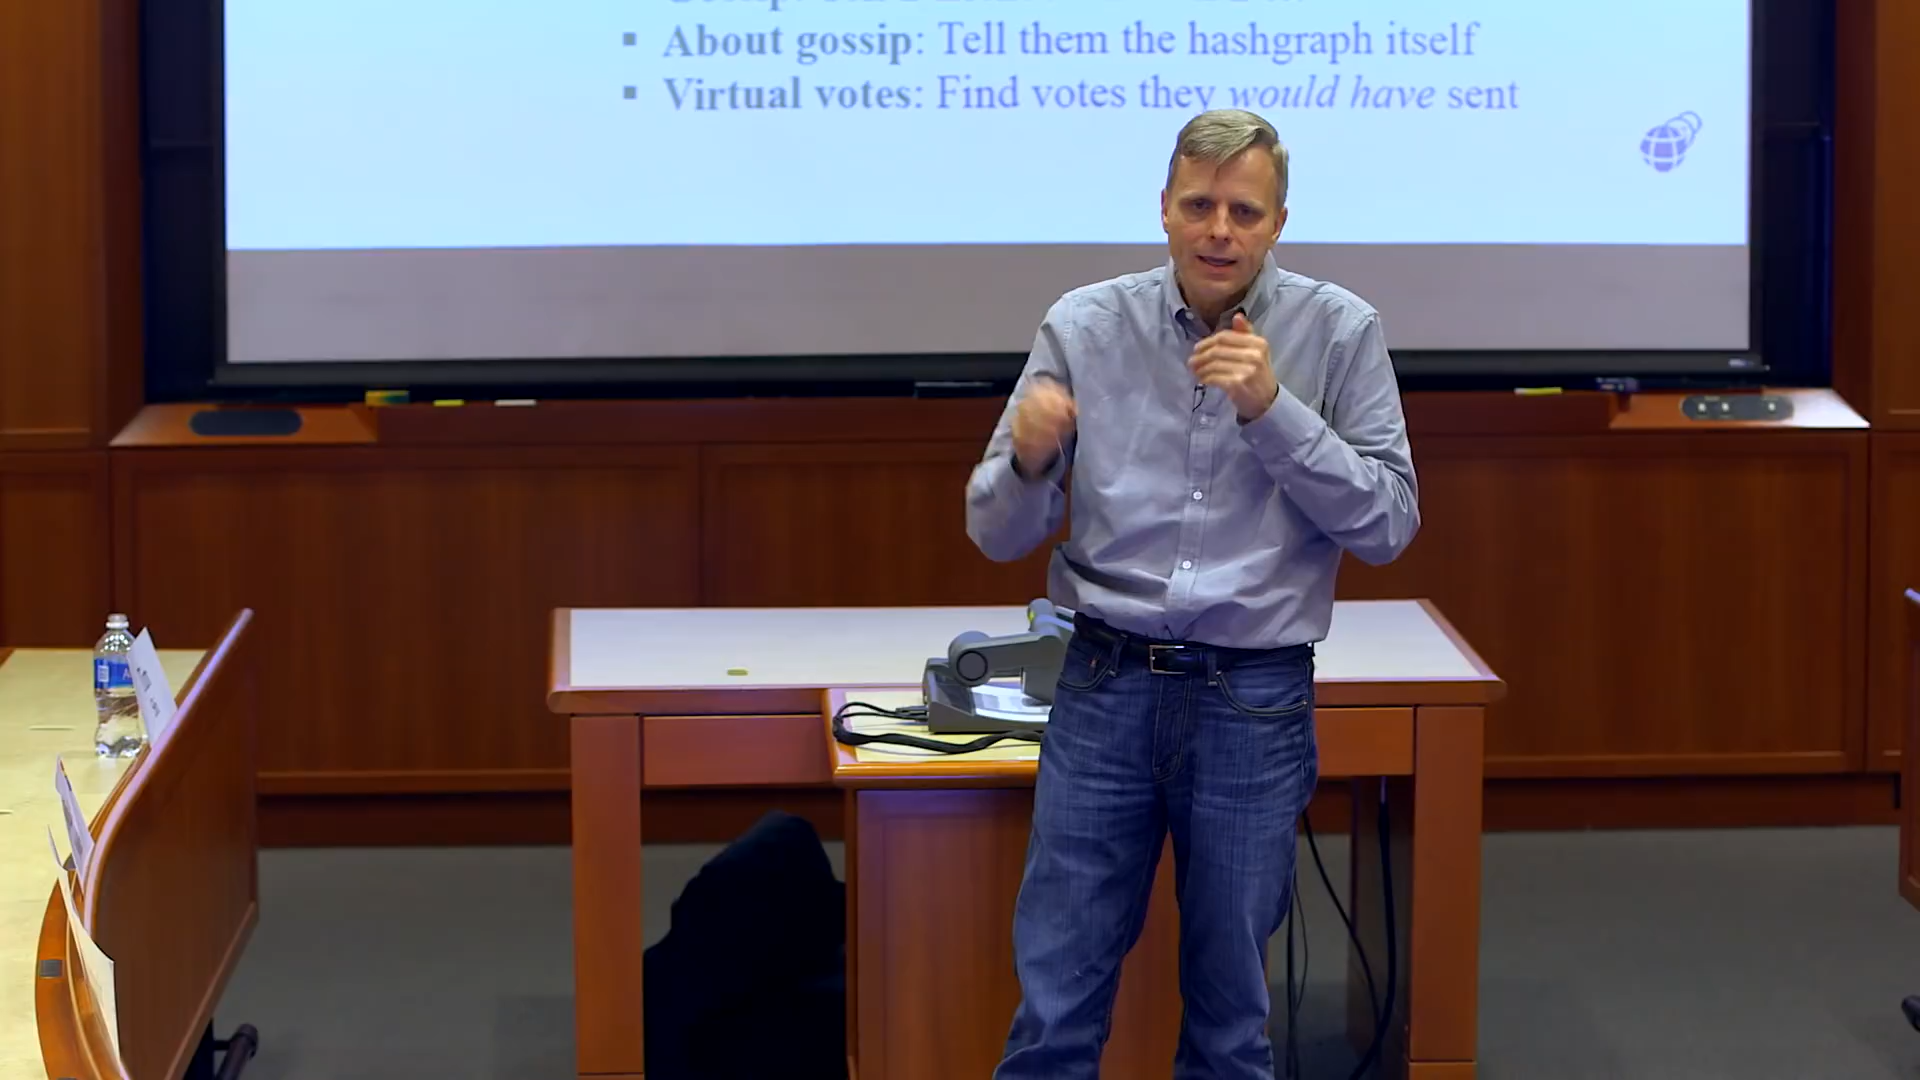 ▪ About gossip: Tell them the hashgraph itself
▪ Virtual votes: Find votes they would have sent